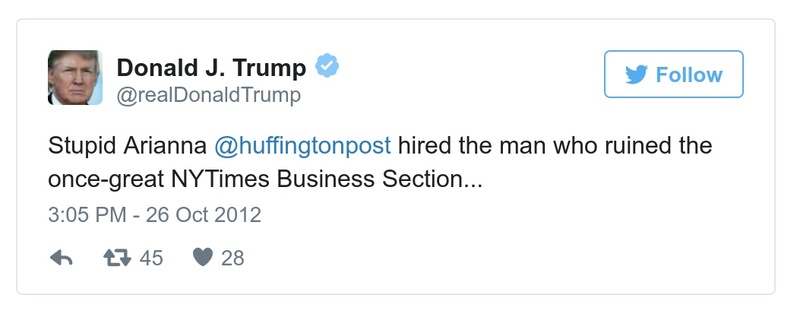 Donald J. Trump
@realDonaldTrump
Follow
Stupid Arianna @huffingtonpost hired the man who ruined the
once-great NYTimes Business Section...
3:05 PM - 26 Oct 2012
45 28